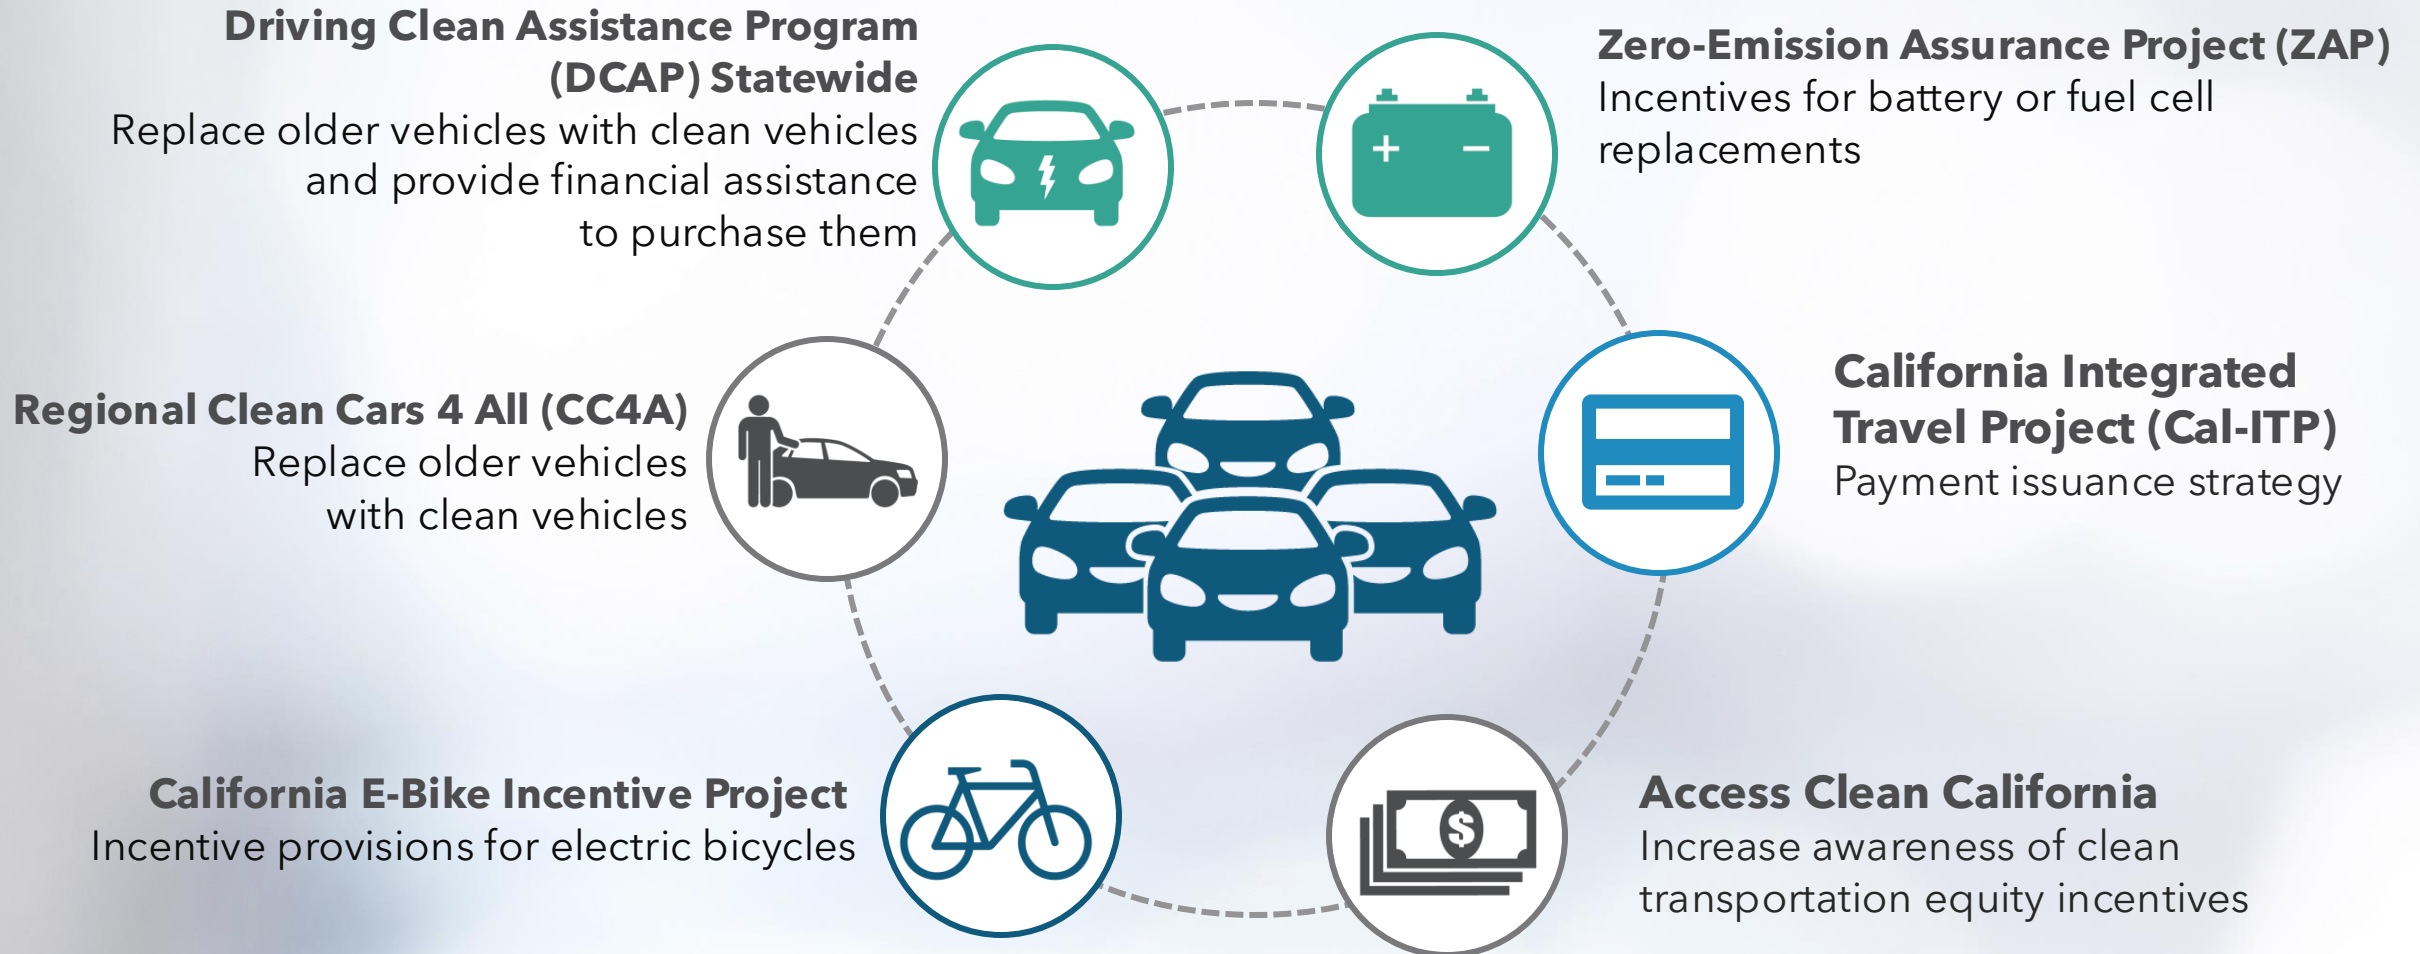 Driving Clean Assistance Program
(DCAP) Statewide
Replace older vehicles with clean vehicles
and provide financial assistance
to purchase them
Zero-Emission Assurance Project (ZAP)
Incentives for battery or fuel cell
replacements
Regional Clean Cars 4 All (CC4A)
Replace older vehicles
with clean vehicles
California Integrated
Travel Project (Cal-ITP)
Payment issuance strategy
California E-Bike Incentive Project
Incentive provisions for electric bicycles
$
Access Clean California
Increase awareness of clean
transportation equity incentives